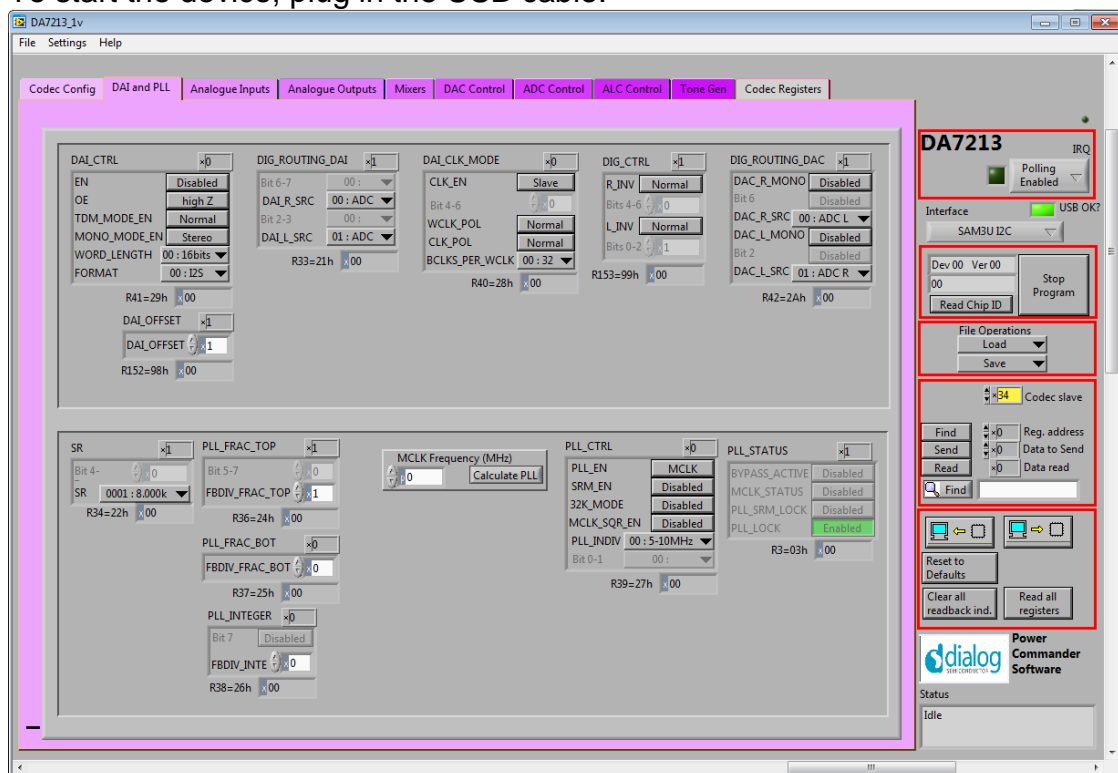 To start the device, plug in the USB cable.
DA7213_1v
File Settings Help
Codec Config DAI and PLL Analogue Inputs Analogue Outputs Mixers DAC Control ADC Control ALC Control Tone Gen Codec Registers
DAI_CTRL x0
EN Disabled
OE high Z
TDM_MODE_EN Normal
MONO_MODE_EN Stereo
WORD_LENGTH 00 : 16bits
FORMAT 00 : I2S
R41=29h x00
DAI_OFFSET x1
DAI_OFFSET x1
R152=98h x00
DIG_ROUTING_DAI x1
Bit 6-7 00 :
DAI_R_SRC 00 : ADC
Bit 2-3 00 :
DAI_L_SRC 01 : ADC
R33=21h x00
DAI_CLK_MODE x0
CLK_EN Slave
Bit 4-6 x0
WCLK_POL Normal
CLK_POL Normal
BCLKS_PER_WCLK 00 : 32
R40=28h x00
DIG_CTRL x1
R_INV Normal
Bits 4-6 x0
L_INV Normal
Bits 0-2 x1
R153=99h x00
DIG_ROUTING_DAC x1
DAC_R_MONO Disabled
Bit 6 Disabled
DAC_R_SRC 00 : ADC L
DAC_L_MONO Disabled
Bit 2 Disabled
DAC_L_SRC 01 : ADC R
R42=2Ah x00
SR x1
Bit 4- x0
SR 0001 : 8.000k
R34=22h x00
PLL_FRAC_TOP x1
Bit 5-7 x0
FBDIV_FRAC_TOP x1
R36=24h x00
PLL_FRAC_BOT x0
FBDIV_FRAC_BOT x0
R37=25h x00
PLL_INTEGER x0
Bit 7 Disabled
FBDIV_INTE x0
R38=26h x00
MCLK Frequency (MHz)
0 Calculate PLL
PLL_CTRL x0
PLL_EN MCLK
SRM_EN Disabled
32K_MODE Disabled
MCLK_SQR_EN Disabled
PLL_INDIV 00 : 5-10MHz
Bit 0-1 00 :
R39=27h x00
PLL_STATUS x1
BYPASS_ACTIVE Disabled
MCLK_STATUS Disabled
PLL_SRM_LOCK Disabled
PLL_LOCK Enabled
R3=03h x00
DA7213 IRQ
Polling
Enabled
Interface USB OK?
SAM3U I2C
Dev 00 Ver 00
00
Read Chip ID
Stop
Program
File Operations
Load
Save
x34 Codec slave
Find x0 Reg. address
Send x0 Data to Send
Read x0 Data read
Find
Reset to
Defaults
Clear all
readback ind.
Read all
registers
dialog
SEMICONDUCTOR
Power
Commander
Software
Status
Idle